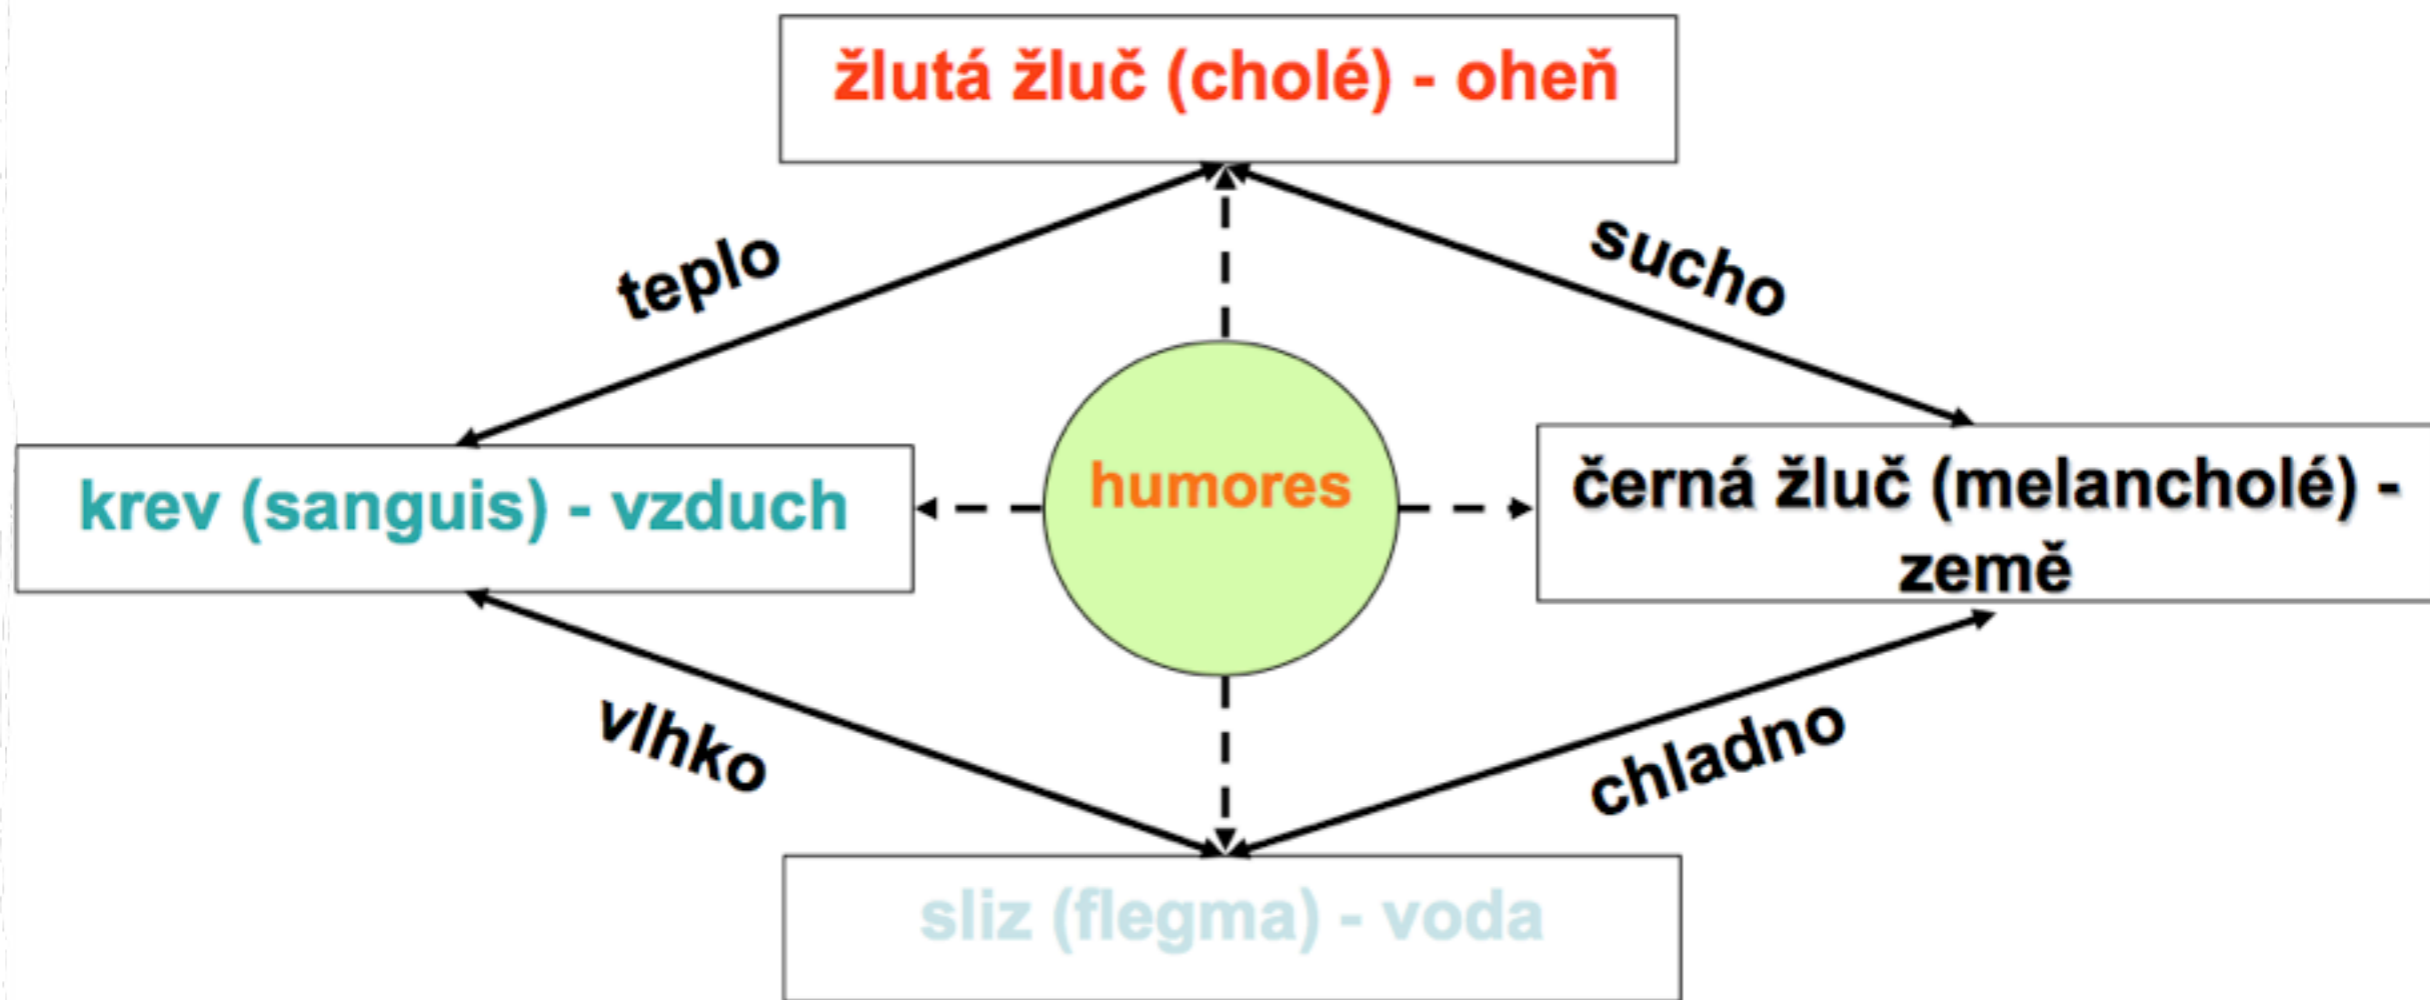 žlutá žluč (cholé) - oheň
teplo
sucho
krev (sanguis) - vzduch
humores
černá žluč (melancholé) -
země
vlhko
chladno
sliz (flegma) - voda